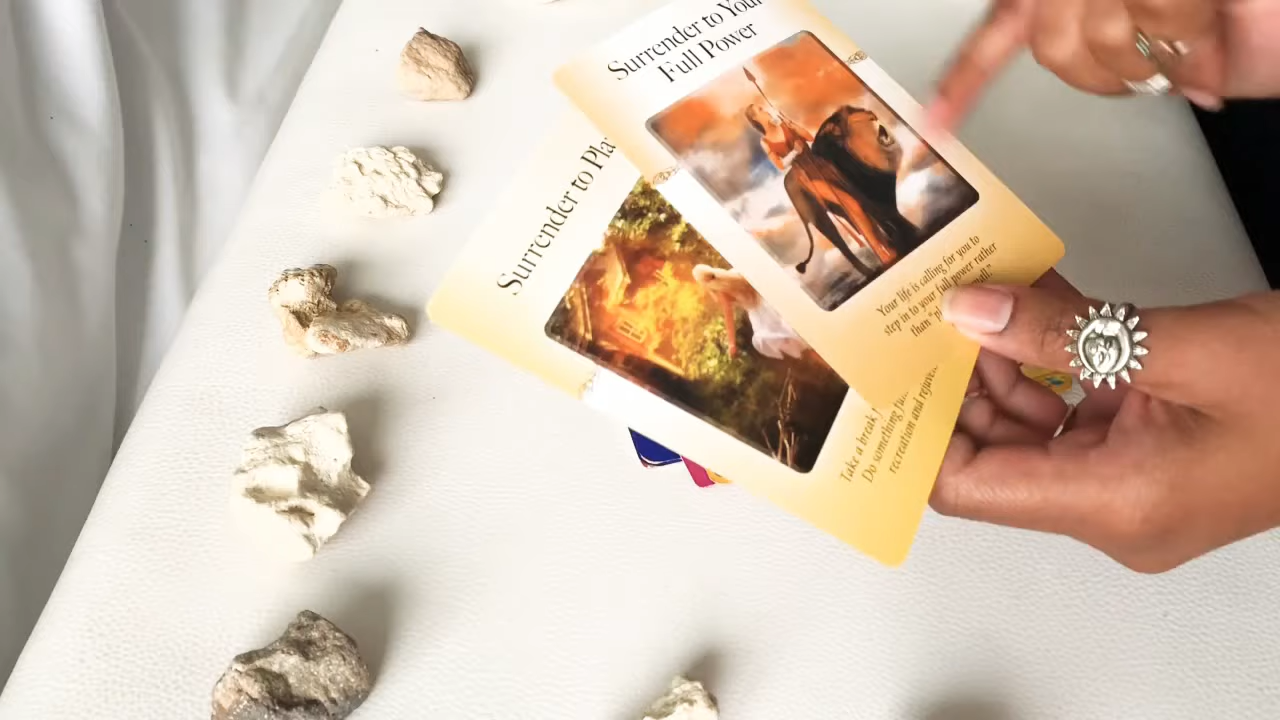 Surrender to Your
Full Power
Your life is calling for you to
step in to your full power rather
than
Surrender to
Take a break
Do something
recreation and